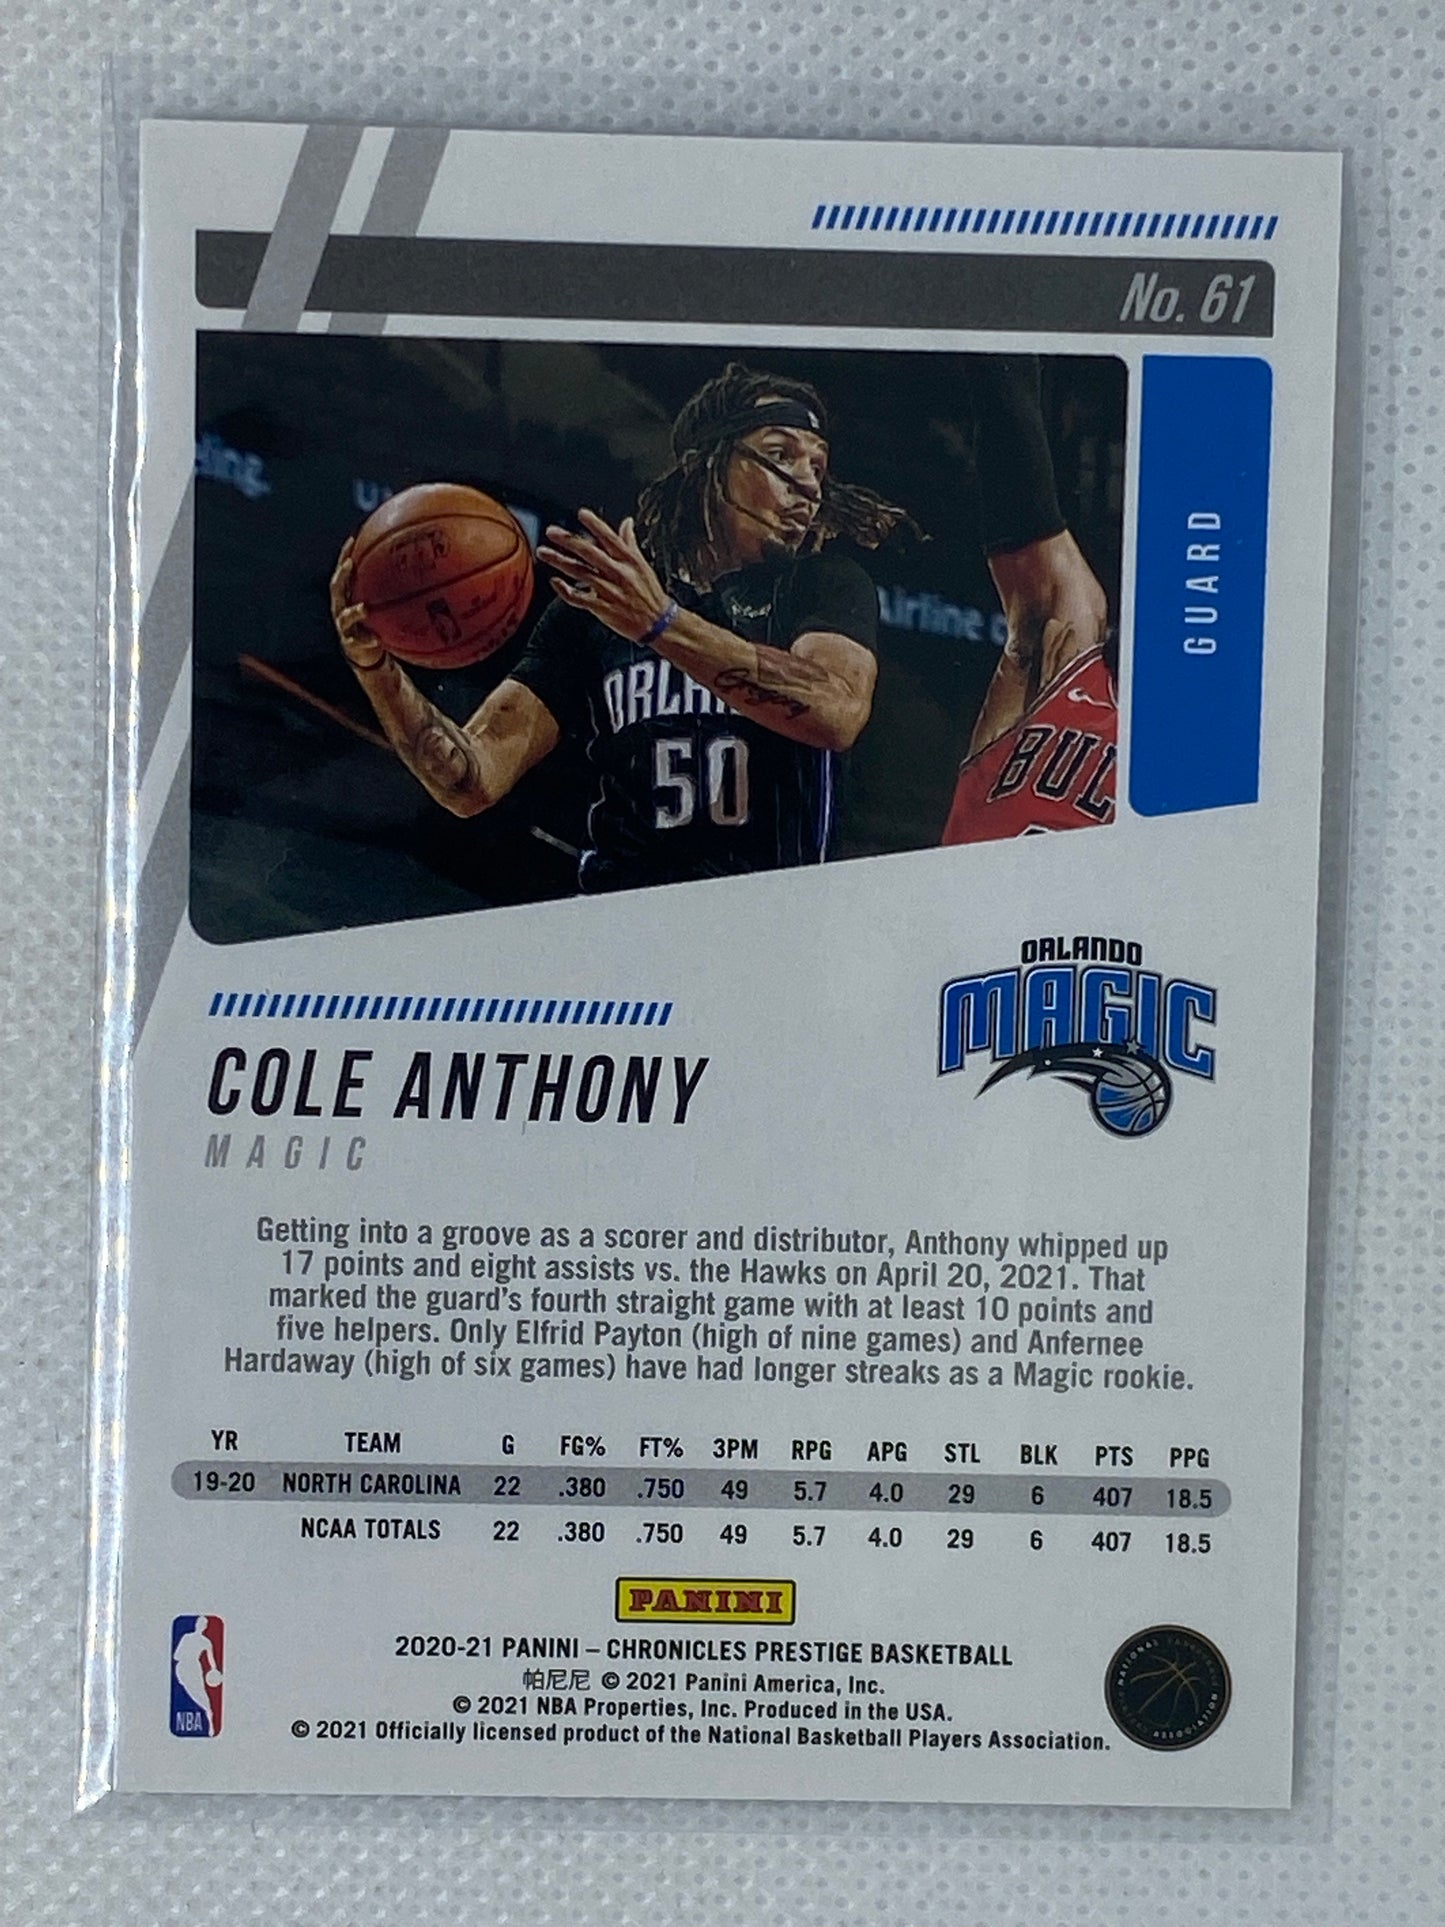 No. 61
GUARD
Airline
ORLA
50
BUL
ORLANDO
MAGIC
COLE ANTHONY
MAGIC
Getting into a groove as a scorer and distributor, Anthony whipped up
17 points and eight assists vs. the Hawks on April 20, 2021. That
marked the guard's fourth straight game with at least 10 points and
five helpers. Only Elfrid Payton (high of nine games) and Anfernee
Hardaway (high of six games) have had longer streaks as a Magic rookie.
YR TEAM G FG% FT% 3PM RPG APG STL BLK PTS PPG
19-20 NORTH CAROLINA 22 .380 .750 49 5.7 4.0 29 6 407 18.5
NCAA TOTALS 22 .380 .750 49 5.7 4.0 29 6 407 18.5
PANINI
2020-21 PANINI – CHRONICLES PRESTIGE BASKETBALL
帕尼尼 © 2021 Panini America, Inc.
© 2021 NBA Properties, Inc. Produced in the USA.
© 2021 Officially licensed product of the National Basketball Players Association.
NBA
NATIONAL BASKETBALL PLAYERS ASSOCIATION